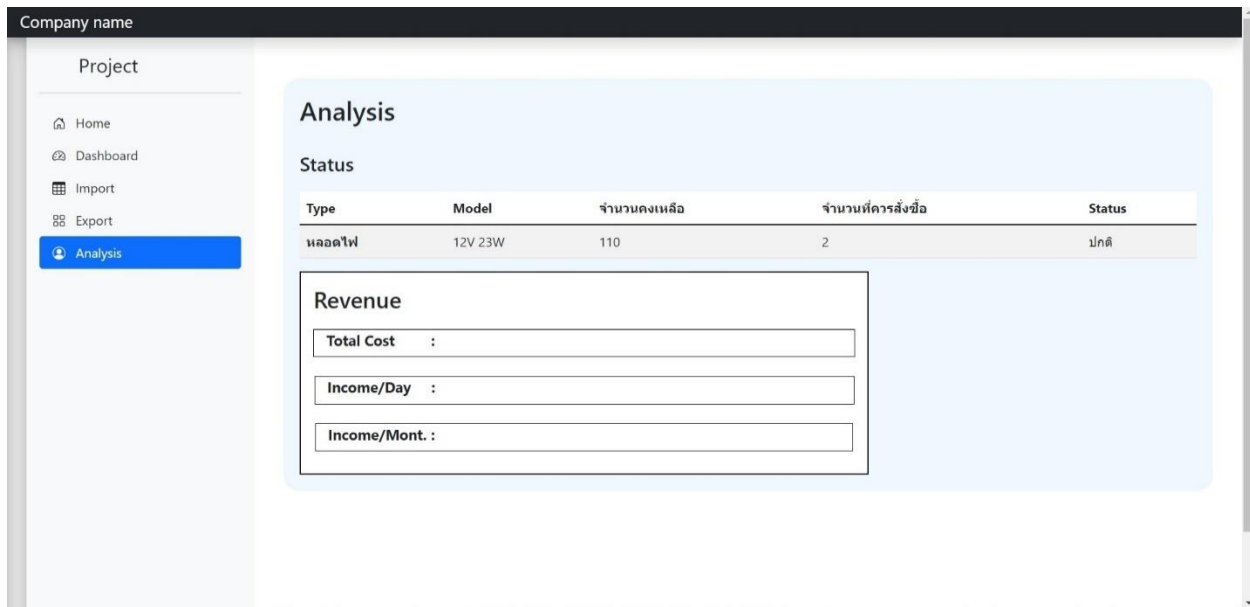 Company name
Project
Home
Dashboard
Import
Export
Analysis
Analysis
Status
Type Model จำนวนคงเหลือ จำนวนที่ควรสั่งซื้อ Status
หลอดไฟ 12V 23W 110 2 ปกติ
Revenue
Total Cost :
Income/Day :
Income/Mont. :